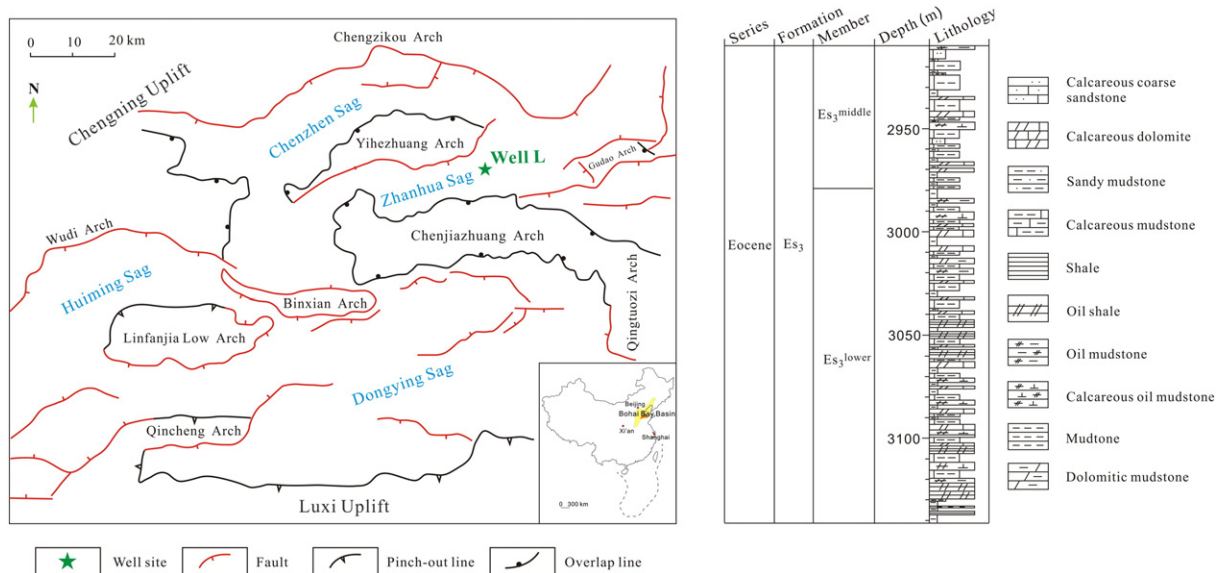 0 20 km
N
Chengzikou Arch
Chengning Uplift
Chenzhen Sag
Yihezhuang Arch
Well L
Gudao Arch
Zhanhua Sag
Wudi Arch
Chenjiazhuang Arch
Huiming Sag
Binxian Arch
Qingtuozi Arch
Linfanjia Low Arch
Dongying Sag
Qincheng Arch
Luxi Uplift
Beijing
Bohai Bay Basin
Xi'an
Shanghai
0 300 km
Well site
Fault
Pinch-out line
Overlap line
Series
Formation
Member
Depth (m)
Lithology
Eocene
Es3
Es3middle
Es3lower
2950
3000
3050
3100
Calcareous coarse
sandstone
Calcareous dolomite
Sandy mudstone
Calcareous mudstone
Shale
Oil shale
Oil mudstone
Calcareous oil mudstone
Mudtone
Dolomitic mudstone